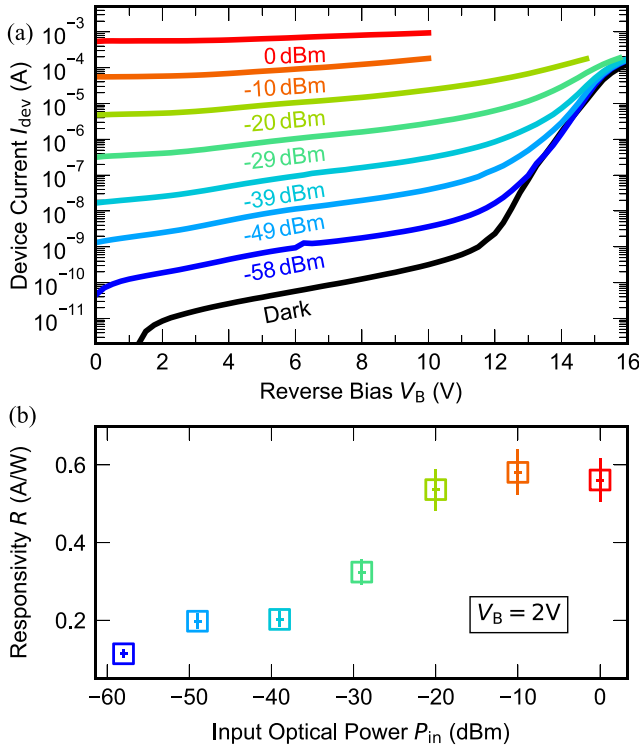 (a)
Device Current I_dev (A)
10⁻³
10⁻⁴
10⁻⁵
10⁻⁶
10⁻⁷
10⁻⁸
10⁻⁹
10⁻¹⁰
10⁻¹¹
0 dBm
-10 dBm
-20 dBm
-29 dBm
-39 dBm
-49 dBm
-58 dBm
Dark
0 2 4 6 8 10 12 14 16
Reverse Bias V_B (V)
(b)
Responsivity R (A/W)
0.6
0.4
0.2
V_B = 2V
−60 −50 −40 −30 −20 −10 0
Input Optical Power P_in (dBm)